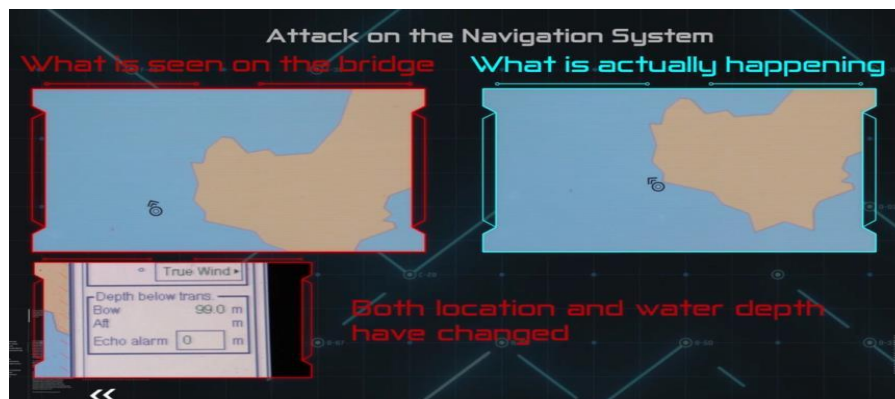 Attack on the Navigation System
What is seen on the bridge
What is actually happening
True Wind
Depth below trans.
Bow 99.0 m
Aft m
Echo alarm 0 m
Both location and water depth
have changed